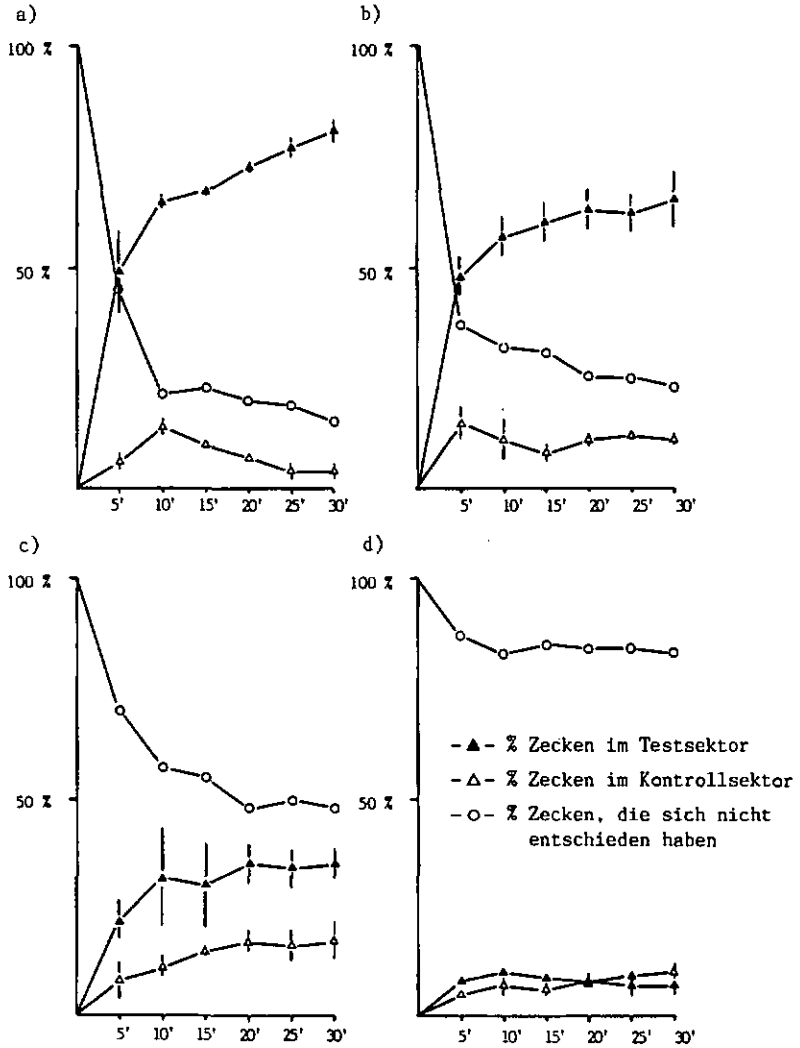 a)
100 %
50 %
5' 10' 15' 20' 25' 30'
b)
100 %
50 %
5' 10' 15' 20' 25' 30'
c)
100 %
50 %
5' 10' 15' 20' 25' 30'
d)
100 %
50 %
% Zecken im Testsektor
% Zecken im Kontrollsektor
% Zecken, die sich nicht
entschieden haben
5' 10' 15' 20' 25' 30'